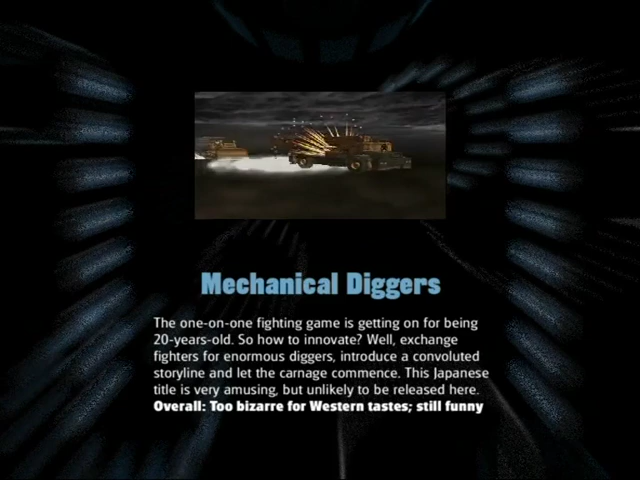 Mechanical Diggers
The one-on-one fighting game is getting on for being
20-years-old. So how to innovate? Well, exchange
fighters for enormous diggers, introduce a convoluted
storyline and let the carnage commence. This Japanese
title is very amusing, but unlikely to be released here.
Overall: Too bizarre for Western tastes; still funny